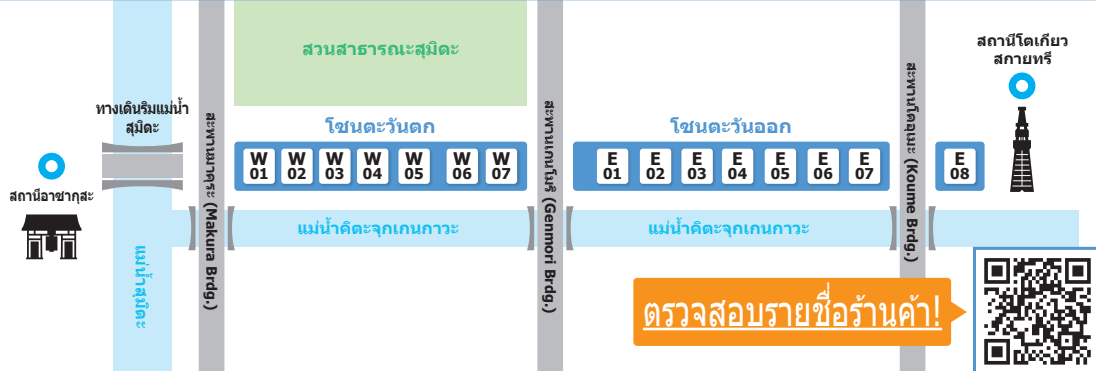 สวนสาธารณะสุมิดะ
สถานีโตเกียว
สกายทรี
ทางเดินริมแม่น้ำ
สุมิดะ
สถานีอาซากุสะ
แม่น้ำสุมิดะ
สะพานมาคุระ (Makura Brdg.)
โซนตะวันตก
W 01
W 02
W 03
W 04
W 05
W 06
W 07
แม่น้ำคิตะจุกเกนกาวะ
สะพานเกนโมริ (Genmori Brdg.)
โซนตะวันออก
E 01
E 02
E 03
E 04
E 05
E 06
E 07
แม่น้ำคิตะจุกเกนกาวะ
สะพานโคอุเมะ (Koume Brdg.)
E 08
ตรวจสอบรายชื่อร้านค้า!